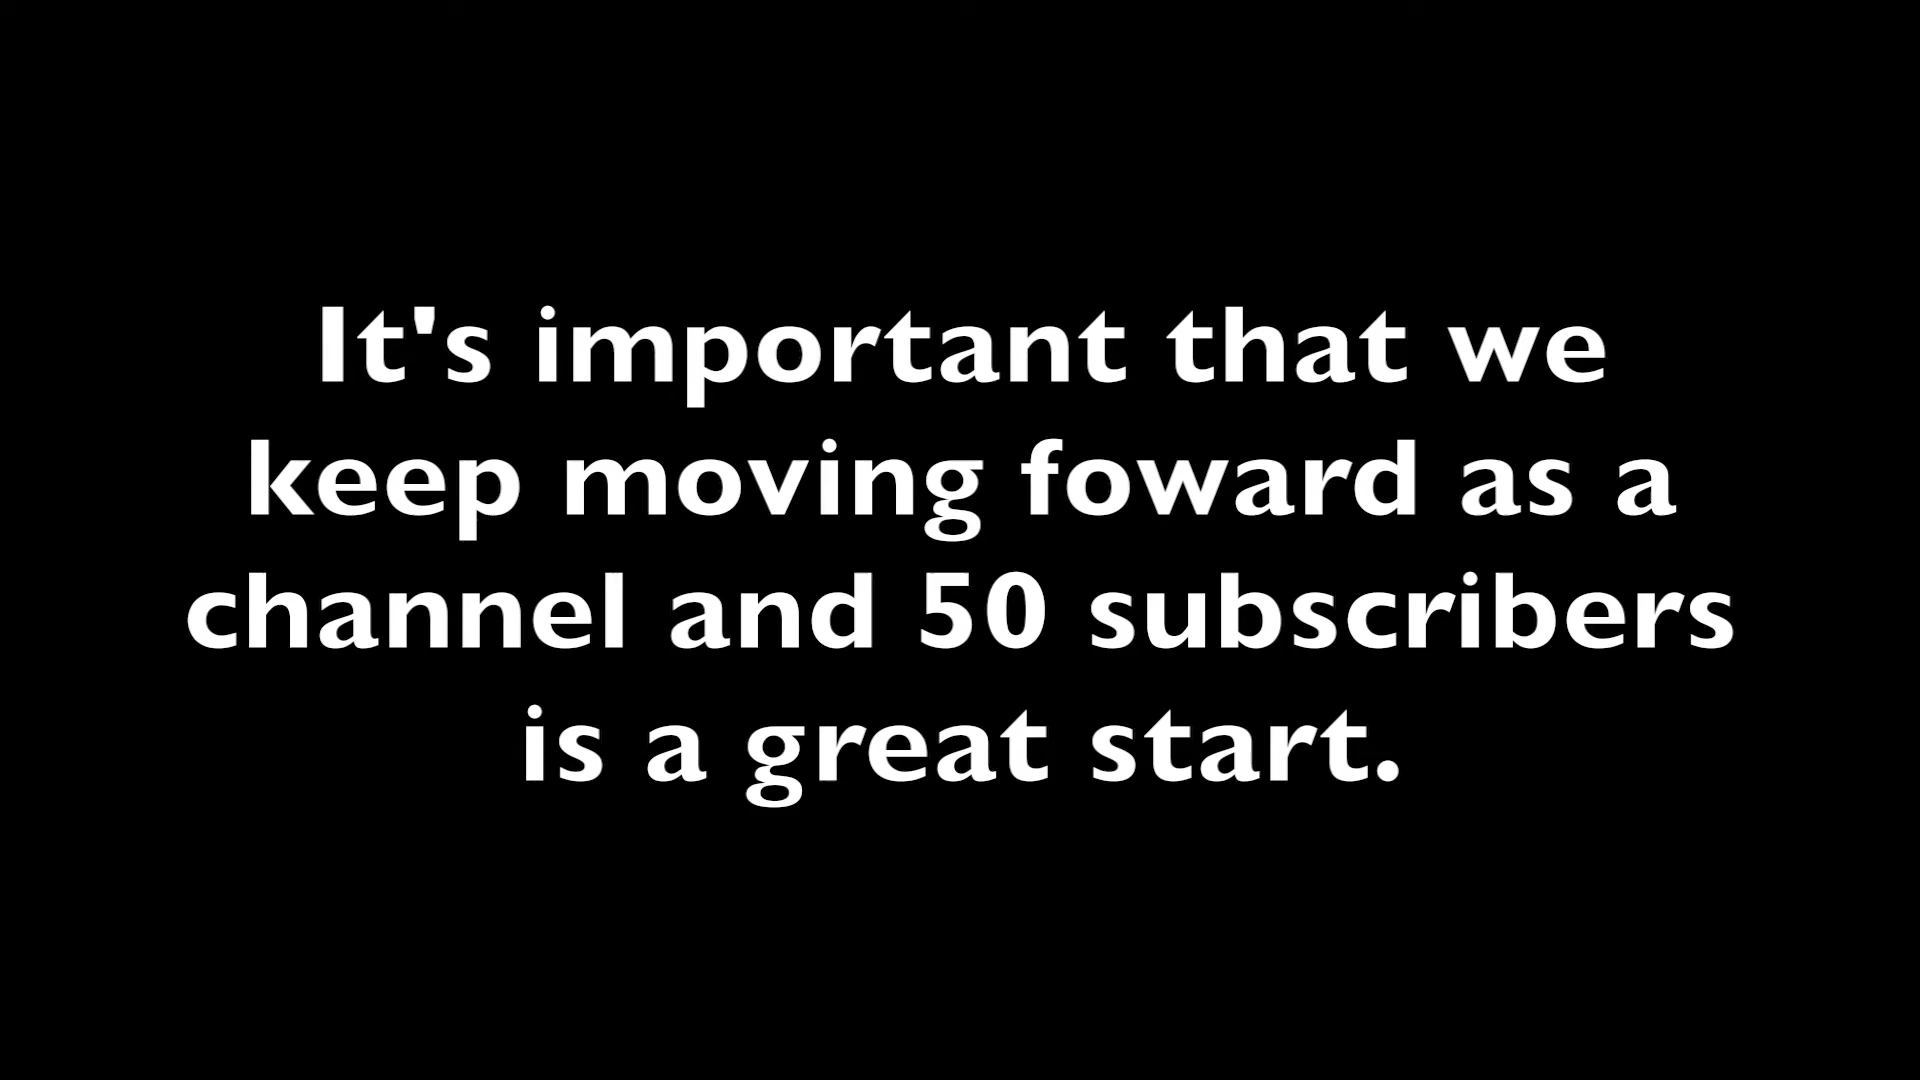 It's important that we
keep moving foward as a
channel and 50 subscribers
is a great start.